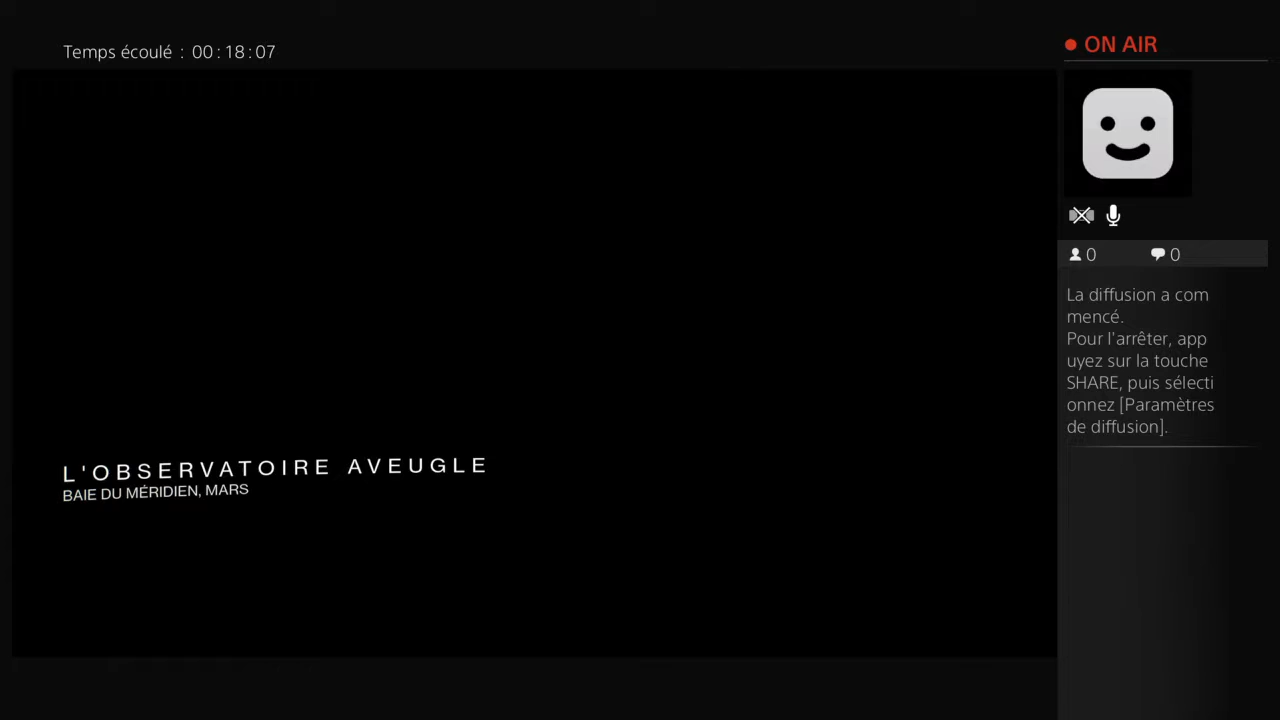 Temps écoulé : 00:18:07
ON AIR
0 0
La diffusion a com
mencé.
Pour l'arrêter, app
uyez sur la touche
SHARE, puis sélecti
onnez [Paramètres
de diffusion].
L'OBSERVATOIRE AVEUGLE
BAIE DU MÉRIDIEN, MARS